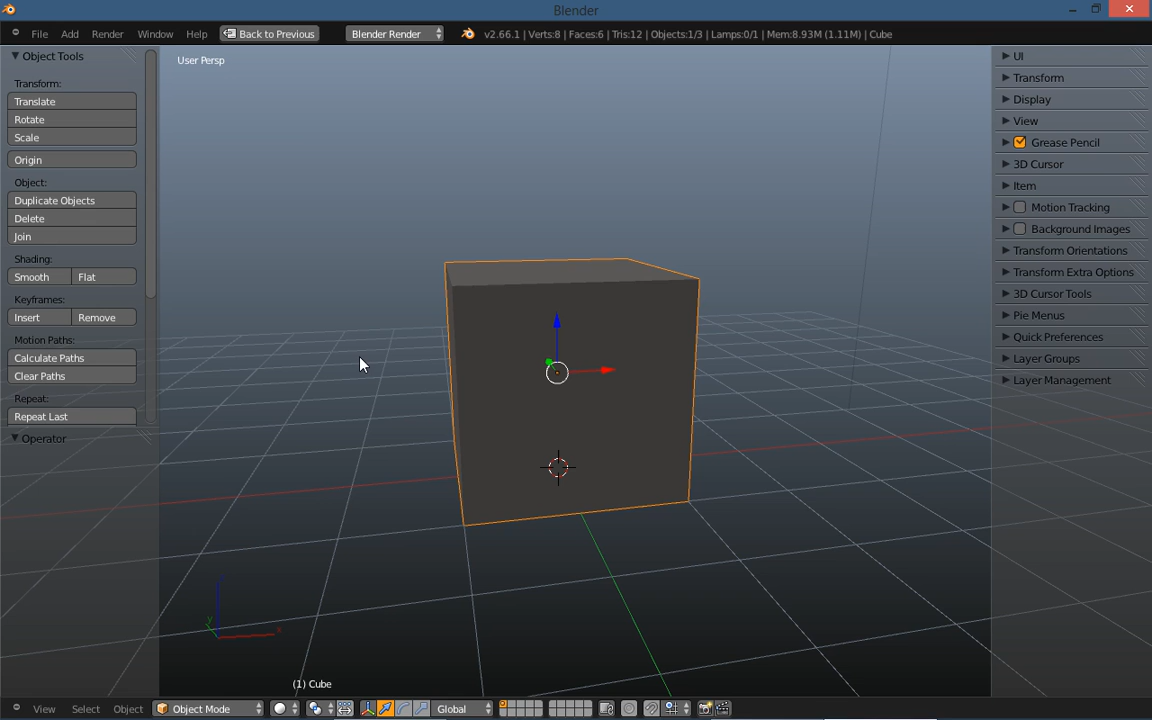 Blender
File Add Render Window Help Back to Previous Blender Render v2.66.1 | Verts:8 | Faces:6 | Tris:12 | Objects:1/3 | Lamps:0/1 | Mem:8.93M (1.11M) | Cube
Object Tools
Transform:
Translate
Rotate
Scale
Origin
Object:
Duplicate Objects
Delete
Join
Shading:
Smooth Flat
Keyframes:
Insert Remove
Motion Paths:
Calculate Paths
Clear Paths
Repeat:
Repeat Last
Operator
User Persp
(1) Cube
UI
Transform
Display
View
Grease Pencil
3D Cursor
Item
Motion Tracking
Background Images
Transform Orientations
Transform Extra Options
3D Cursor Tools
Pie Menus
Quick Preferences
Layer Groups
Layer Management
View Select Object Object Mode Global